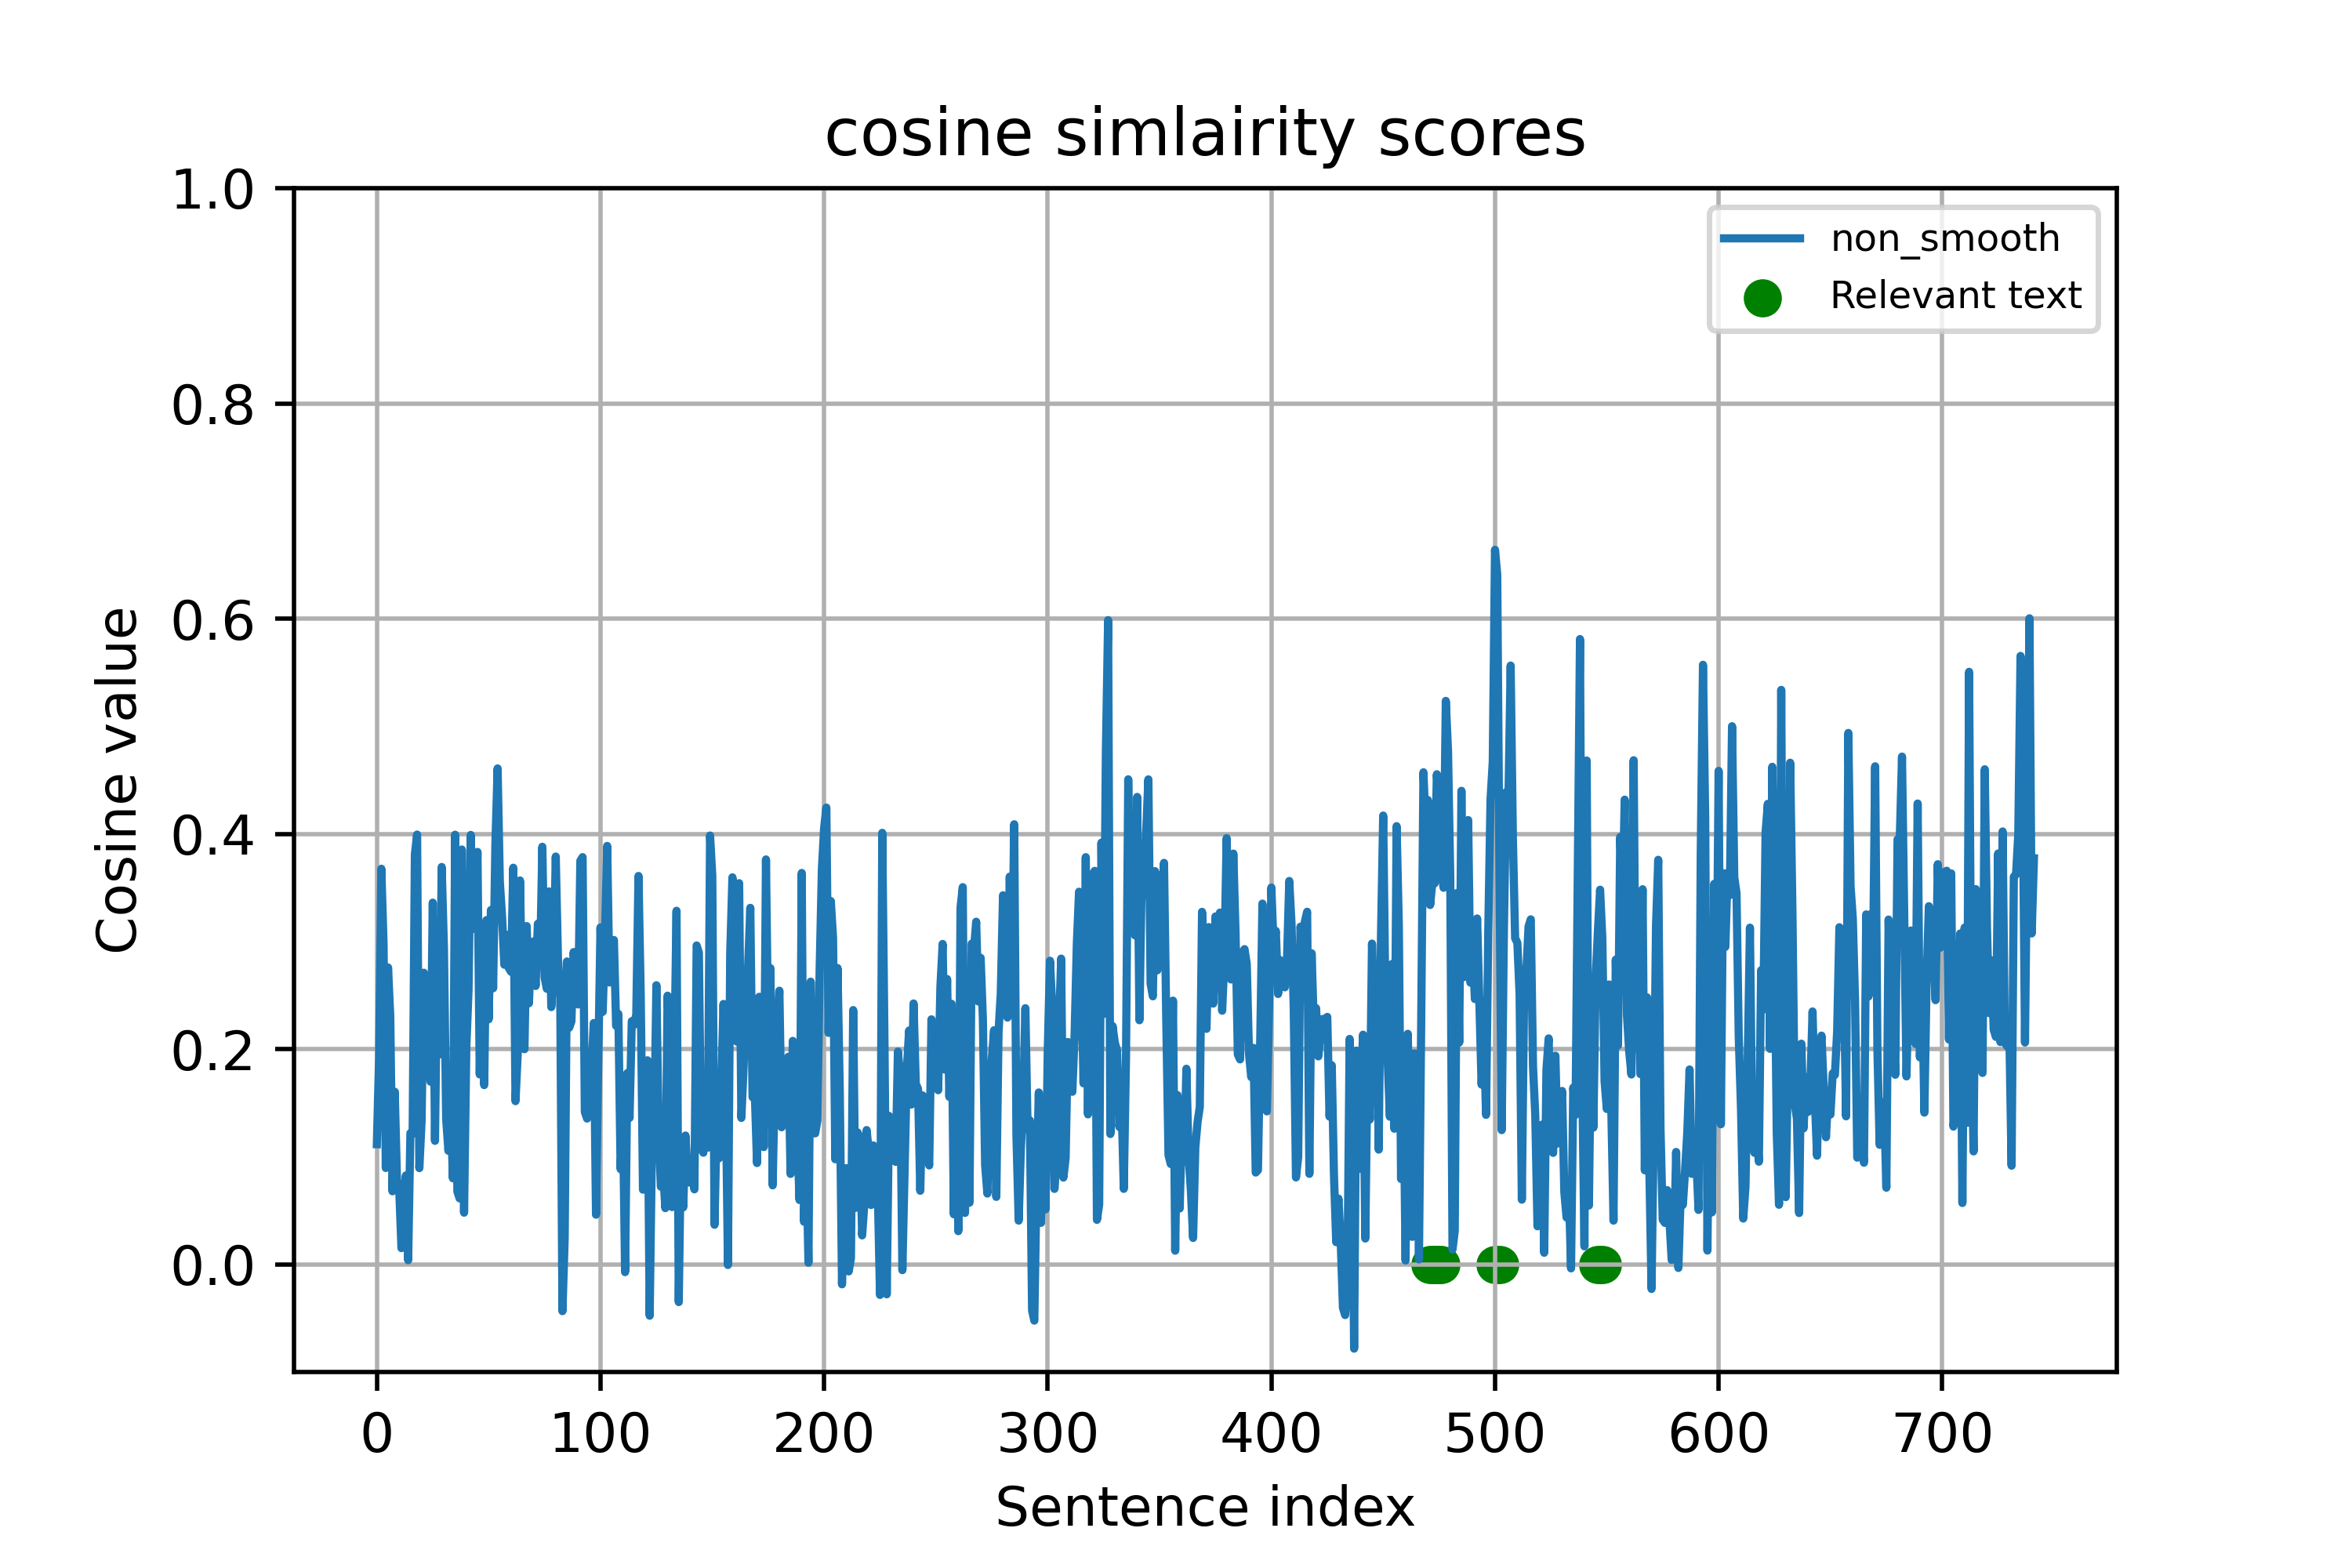 cosine simlairity scores
1.0
0.8
0.6
0.4
0.2
0.0
Cosine value
non_smooth
Relevant text
0 100 200 300 400 500 600 700
Sentence index